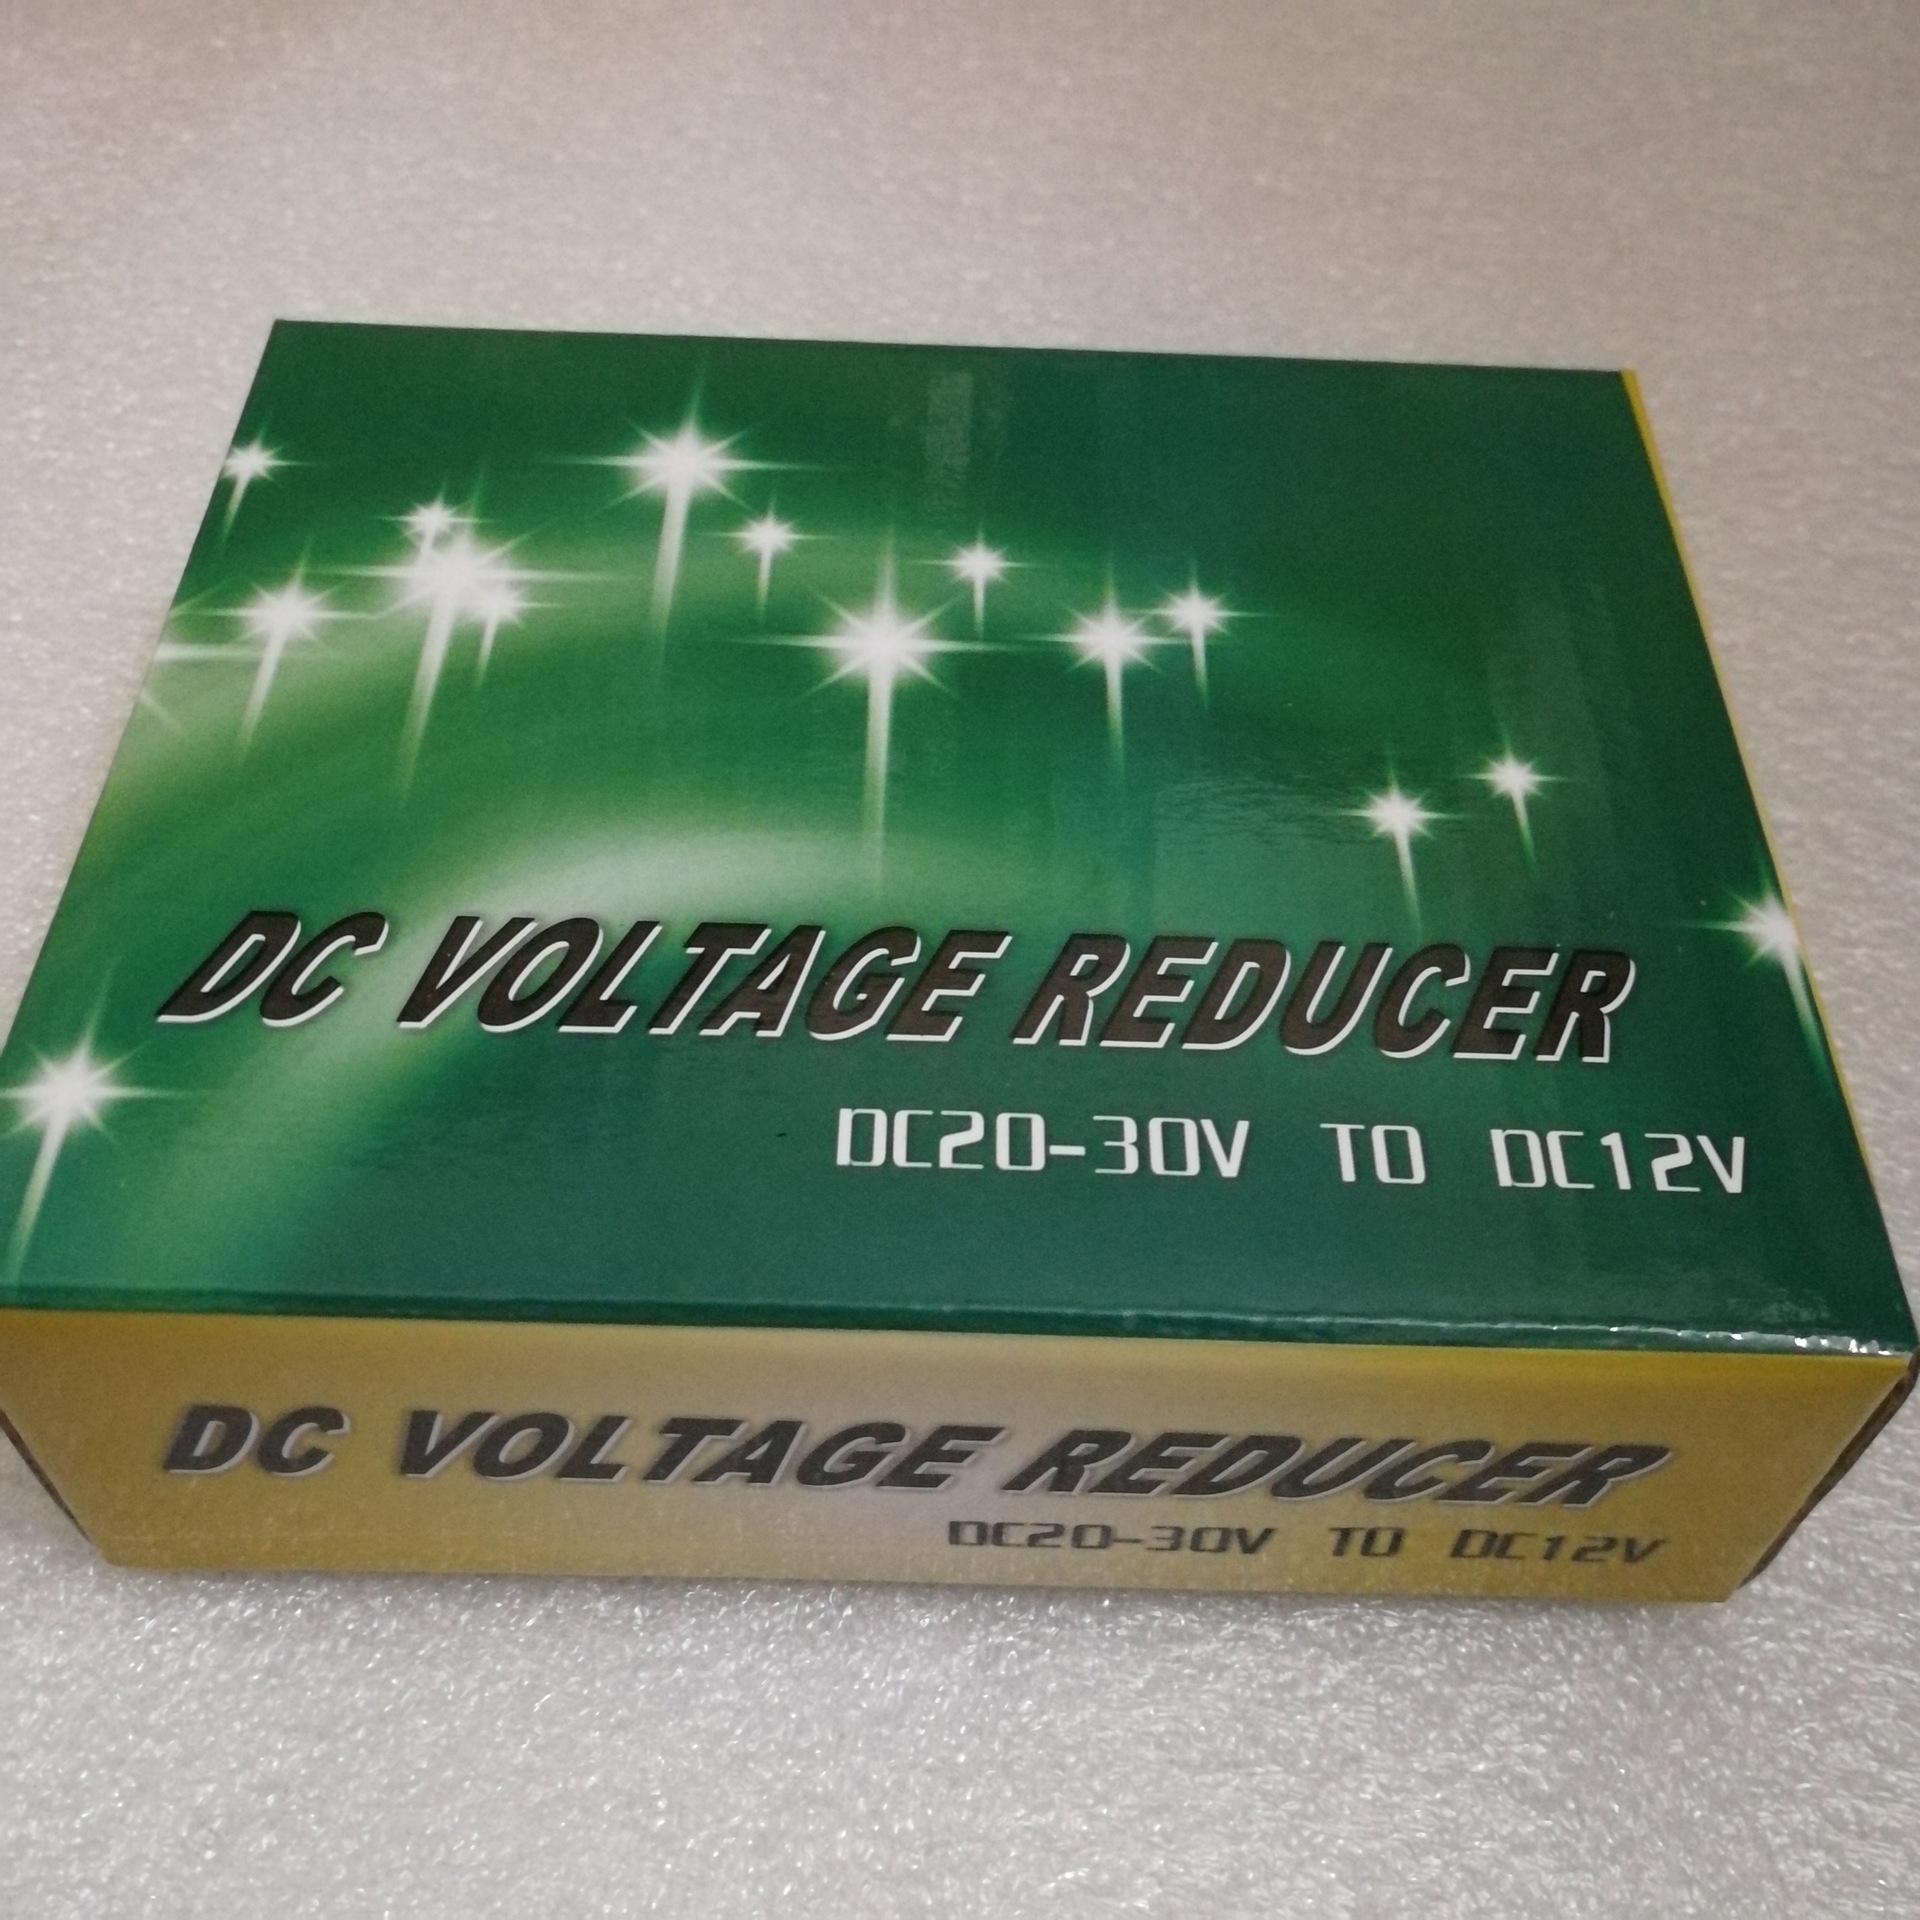 DC VOLTAGE REDUCER
DC20-30V TO DC12V
DC VOLTAGE REDUCER
DC20-30V TO DC12V